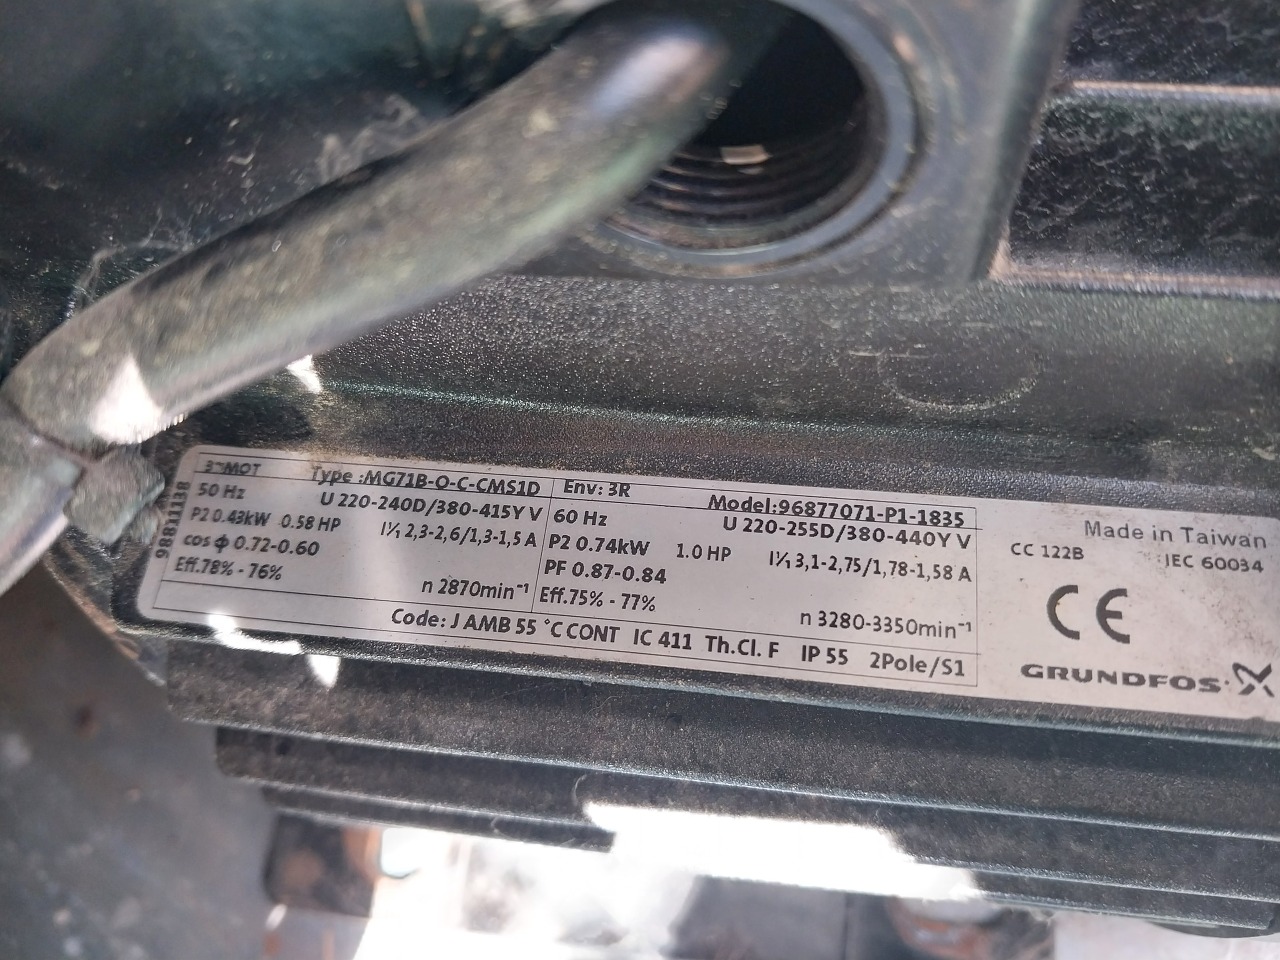 3~MOT Type :MG71B-O-C-CMS1D Env: 3R Model:96877071-P1-1835
50 Hz U 220-240D/380-415Y V
P2 0.43kW 0.58 HP I1/1 2,3-2,6/1,3-1,5 A
cos φ 0.72-0.60
Eff.78% - 76% n 2870min⁻¹
60 Hz U 220-255D/380-440Y V
P2 0.74kW 1.0 HP I1/1 3,1-2,75/1,78-1,58 A
PF 0.87-0.84
Eff.75% - 77% n 3280-3350min⁻¹
Code: J AMB 55 °C CONT IC 411 Th.Cl. F IP 55 2Pole/S1
Made in Taiwan
CC 122B IEC 60034
CE
GRUNDFOS